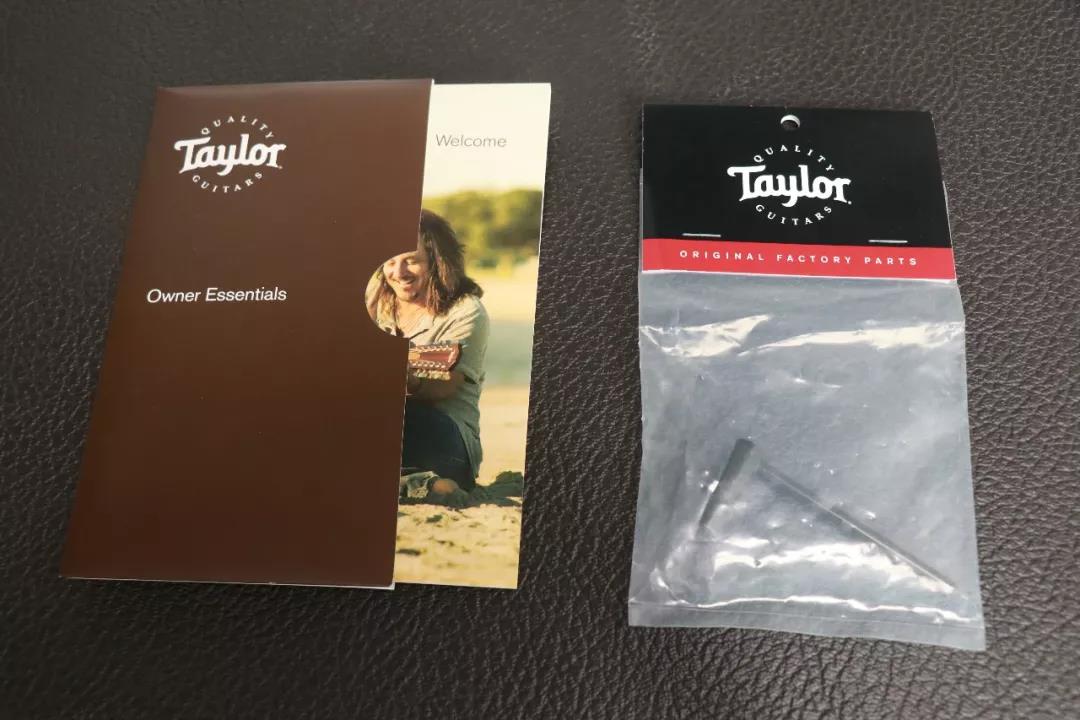 QUALITY
Taylor
GUITARS
Welcome
Owner Essentials
QUALITY
Taylor
GUITARS
ORIGINAL FACTORY PARTS